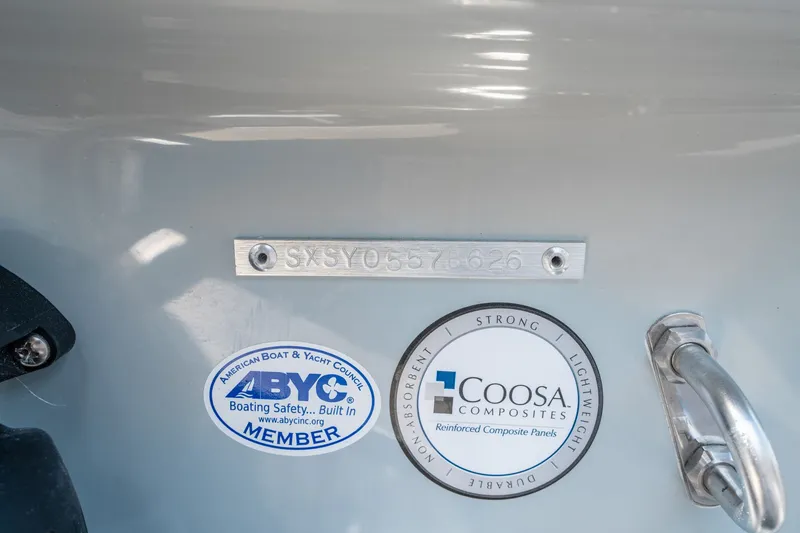 AMERICAN BOAT & YACHT COUNCIL
ABYC®
Boating Safety... Built In
www.abycinc.org
MEMBER
NON-ABSORBENT | STRONG | LIGHTWEIGHT | DURABLE |
COOSA
COMPOSITES
Reinforced Composite Panels